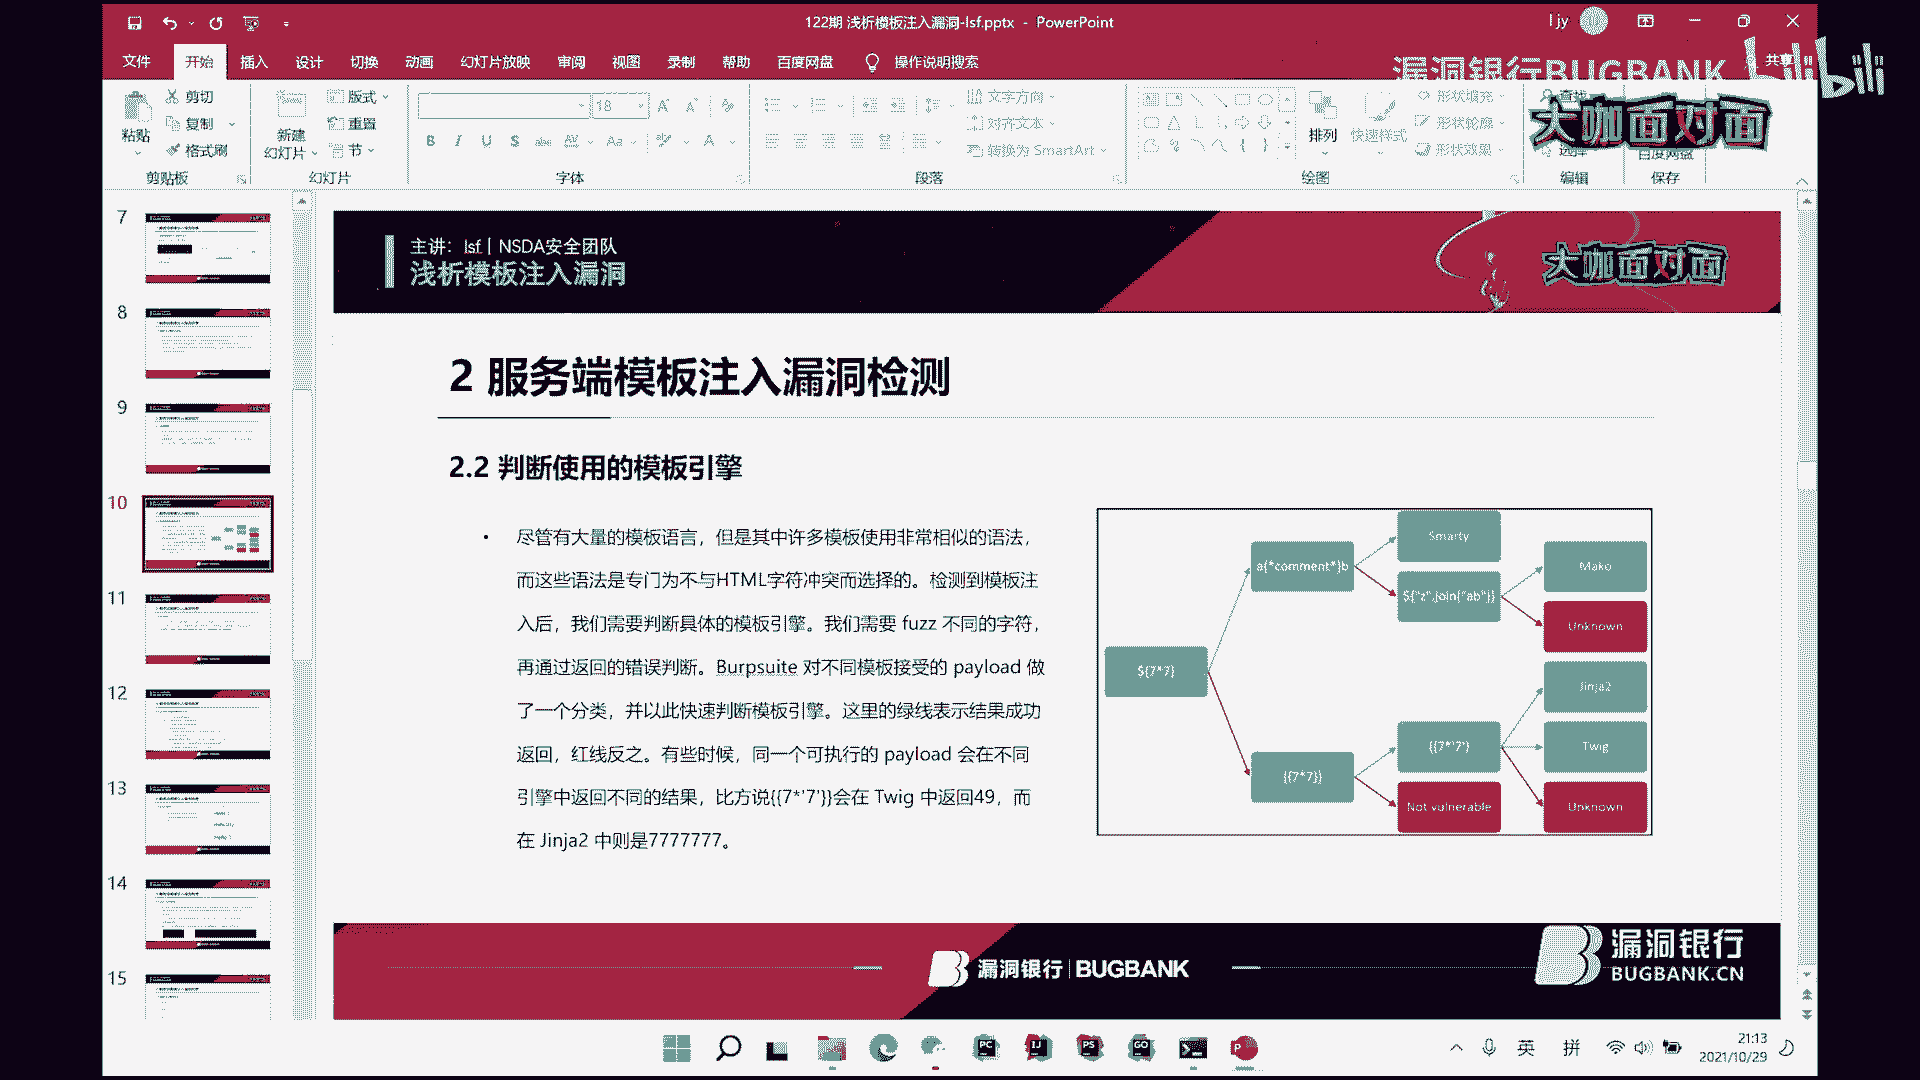 122期 浅析模板注入漏洞-lsf.pptx - PowerPoint
l jy
文件 开始 插入 设计 切换 动画 幻灯片放映 审阅 视图 录制 帮助 百度网盘 操作说明搜索 共享
漏洞银行BUGBANK
bilibili
大咖面对面
粘贴
剪切
复制
格式刷
剪贴板
新建
幻灯片
版式
重置
节
幻灯片
18
B I U S abc AV Aa A
字体
文字方向
对齐文本
转换为 SmartArt
段落
排列
快速样式
形状填充
形状轮廓
形状效果
绘图
查找
选择
编辑
百度网盘
保存
7
8
9
10
11
12
13
14
15
主讲：lsf | NSDA安全团队
浅析模板注入漏洞
大咖面对面
2 服务端模板注入漏洞检测
2.2 判断使用的模板引擎
• 尽管有大量的模板语言，但是其中许多模板使用非常相似的语法，
而这些语法是专门为不与HTML字符冲突而选择的。检测到模板注
入后，我们需要判断具体的模板引擎。我们需要 fuzz 不同的字符，
再通过返回的错误判断。Burpsuite 对不同模板接受的 payload 做
了一个分类，并以此快速判断模板引擎。这里的绿线表示结果成功
返回，红线反之。有些时候，同一个可执行的 payload 会在不同
引擎中返回不同的结果，比方说{{7*'7'}}会在 Twig 中返回49，而
在 Jinja2 中则是7777777。
${7*7}
a{*comment*}b
Smarty
${"z".join("ab")}
Mako
Unknown
{{7*7}}
{{7*'7'}}
Not vulnerable
Jinja2
Twig
Unknown
漏洞银行 | BUGBANK
漏洞银行
BUGBANK.CN
PC IJ PS GO P
英 拼
21:13
2021/10/29